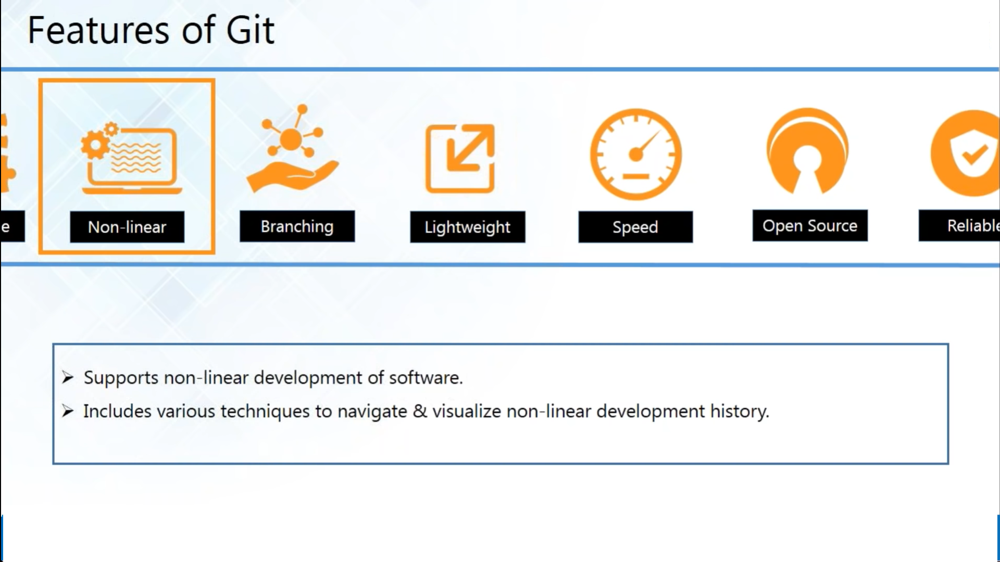 Features of Git
e
Non-linear
Branching
Lightweight
Speed
Open Source
Reliable
➢ Supports non-linear development of software.
➢ Includes various techniques to navigate & visualize non-linear development history.